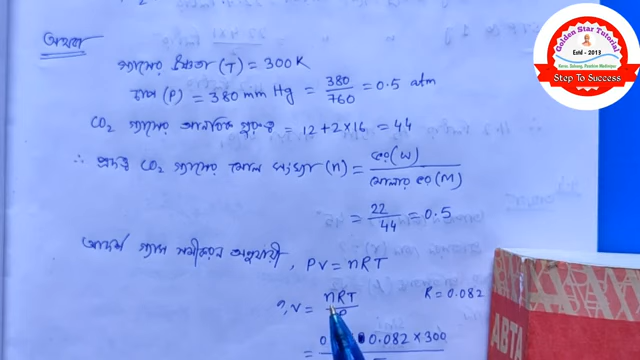 অথবা
গ্যাসের উষ্ণতা (T) = 300 K
চাপ (P) = 380 mm Hg = 380/760 = 0.5 atm
CO2 গ্যাসের আনবিক গুরুত্ব = 12 + 2 × 16 = 44
∴ প্রদত্ত CO2 গ্যাসের মোল সংখ্যা (n) = ভর (W)/মোলার ভর (M)
= 22/44 = 0.5
আদর্শ গ্যাস সমীকরণ অনুযায়ী, PV = nRT
V = nRT/P R = 0.082
0.082 × 300
Golden Star Tutorial
Estd - 2013
Step To Success
ABTA